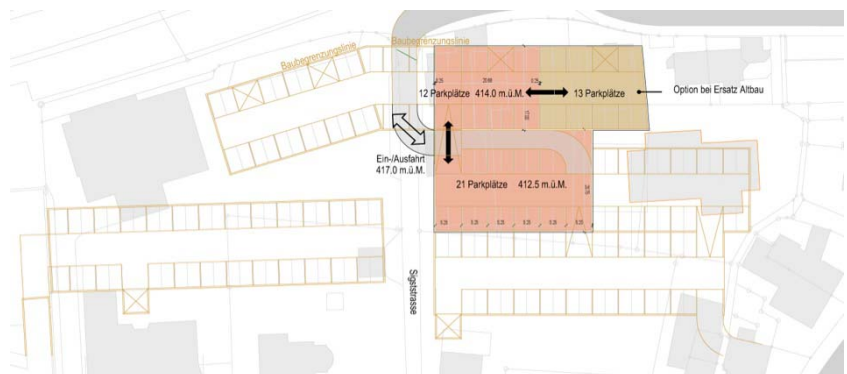 Baubegrenzungslinie
Baubegrenzungslinie
12 Parkplätze 414.0 m.ü.M.
13 Parkplätze
Option bei Ersatz Altbau
Ein-/Ausfahrt
417.0 m.ü.M.
21 Parkplätze 412.5 m.ü.M.
Sigststrasse